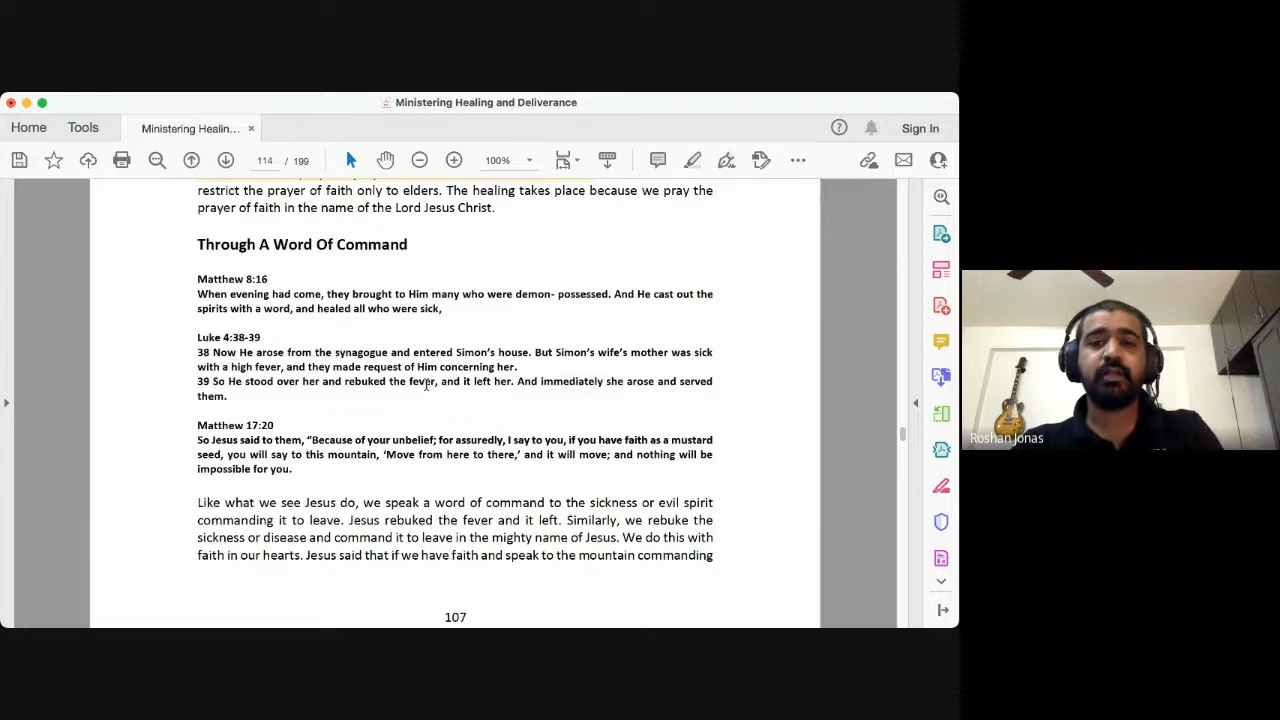 Ministering Healing and Deliverance
Home Tools Ministering Healin... × Sign In
114 / 199 100%
restrict the prayer of faith only to elders. The healing takes place because we pray the
prayer of faith in the name of the Lord Jesus Christ.
Through A Word Of Command
Matthew 8:16
When evening had come, they brought to Him many who were demon- possessed. And He cast out the
spirits with a word, and healed all who were sick,
Luke 4:38-39
38 Now He arose from the synagogue and entered Simon's house. But Simon's wife's mother was sick
with a high fever, and they made request of Him concerning her.
39 So He stood over her and rebuked the fever, and it left her. And immediately she arose and served
them.
Matthew 17:20
So Jesus said to them, "Because of your unbelief; for assuredly, I say to you, if you have faith as a mustard
seed, you will say to this mountain, 'Move from here to there,' and it will move; and nothing will be
impossible for you.
Like what we see Jesus do, we speak a word of command to the sickness or evil spirit
commanding it to leave. Jesus rebuked the fever and it left. Similarly, we rebuke the
sickness or disease and command it to leave in the mighty name of Jesus. We do this with
faith in our hearts. Jesus said that if we have faith and speak to the mountain commanding
107
Roshan Jonas